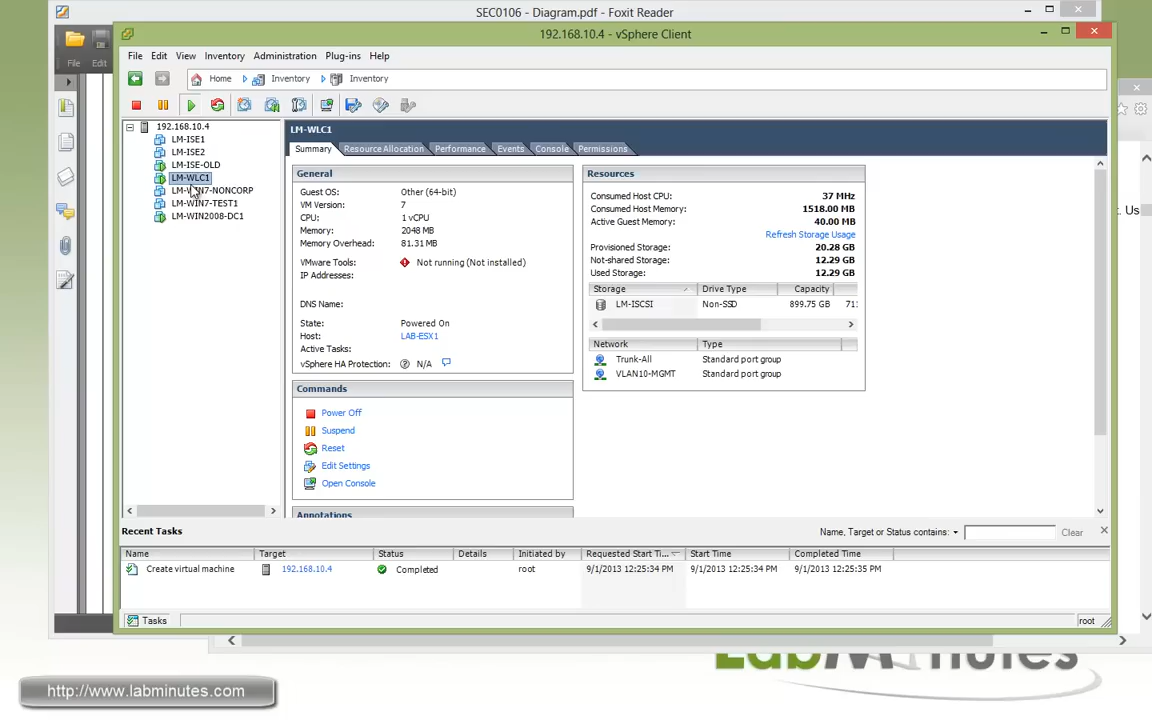 SEC0106 - Diagram.pdf - Foxit Reader
File Edit
192.168.10.4 - vSphere Client
File Edit View Inventory Administration Plug-ins Help
Home Inventory Inventory
192.168.10.4
LM-ISE1
LM-ISE2
LM-ISE-OLD
LM-WLC1
LM-WIN7-NONCORP
LM-WIN7-TEST1
LM-WIN2008-DC1
LM-WLC1
Summary Resource Allocation Performance Events Console Permissions
General
Guest OS: Other (64-bit)
VM Version: 7
CPU: 1 vCPU
Memory: 2048 MB
Memory Overhead: 81.31 MB
VMware Tools: Not running (Not installed)
IP Addresses:
DNS Name:
State: Powered On
Host: LAB-ESX1
Active Tasks:
vSphere HA Protection: N/A
Commands
Power Off
Suspend
Reset
Edit Settings
Open Console
Annotations
Resources
Consumed Host CPU: 37 MHz
Consumed Host Memory: 1518.00 MB
Active Guest Memory: 40.00 MB
Refresh Storage Usage
Provisioned Storage: 20.28 GB
Not-shared Storage: 12.29 GB
Used Storage: 12.29 GB
Storage Drive Type Capacity
LM-ISCSI Non-SSD 899.75 GB 71
Network Type
Trunk-All Standard port group
VLAN10-MGMT Standard port group
. Us
Recent Tasks
Name, Target or Status contains: Clear
Name Target Status Details Initiated by Requested Start Ti... Start Time Completed Time
Create virtual machine 192.168.10.4 Completed root 9/1/2013 12:25:34 PM 9/1/2013 12:25:34 PM 9/1/2013 12:25:35 PM
Tasks root
LabMinutes
http://www.labminutes.com